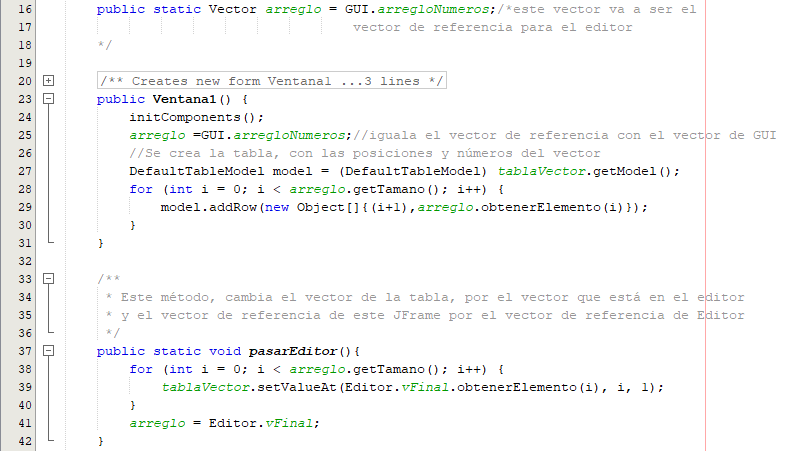 16 public static Vector arreglo = GUI.arregloNumeros;/*este vector va a ser el
17 vector de referencia para el editor
18 */
19
20 /** Creates new form Ventana1 ...3 lines */
23 public Ventana1() {
24 initComponents();
25 arreglo =GUI.arregloNumeros;//iguala el vector de referencia con el vector de GUI
26 //Se crea la tabla, con las posiciones y números del vector
27 DefaultTableModel model = (DefaultTableModel) tablaVector.getModel();
28 for (int i = 0; i < arreglo.getTamano(); i++) {
29 model.addRow(new Object[]{(i+1),arreglo.obtenerElemento(i)});
30 }
31 }
32
33 /**
34 * Este método, cambia el vector de la tabla, por el vector que está en el editor
35 * y el vector de referencia de este JFrame por el vector de referencia de Editor
36 */
37 public static void pasarEditor(){
38 for (int i = 0; i < arreglo.getTamano(); i++) {
39 tablaVector.setValueAt(Editor.vFinal.obtenerElemento(i), i, 1);
40 }
41 arreglo = Editor.vFinal;
42 }